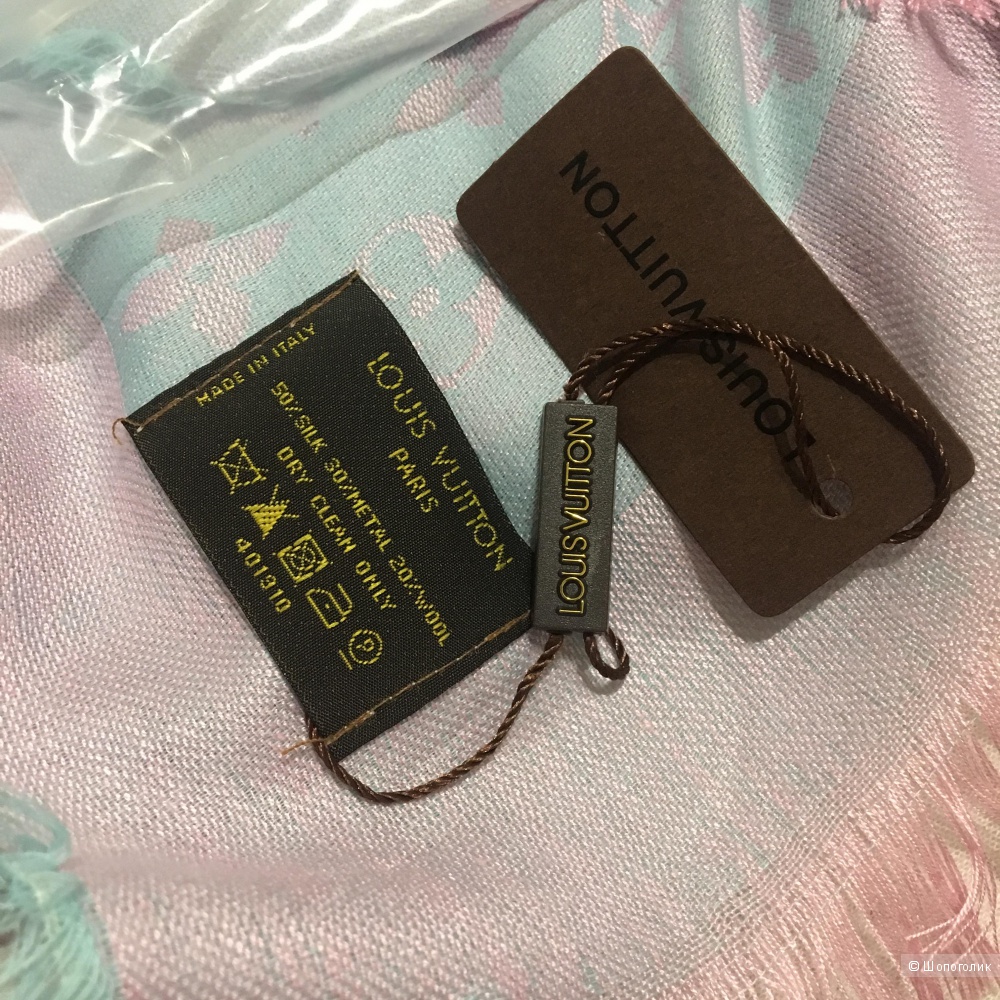 LOUIS VUITTON
PARIS
50%SILK 30%METAL 20%WOOL
DRY CLEAN ONLY
401910
MADE IN ITALY
LOUIS VUITTON
LOUIS VUITTON
©Шопоголик